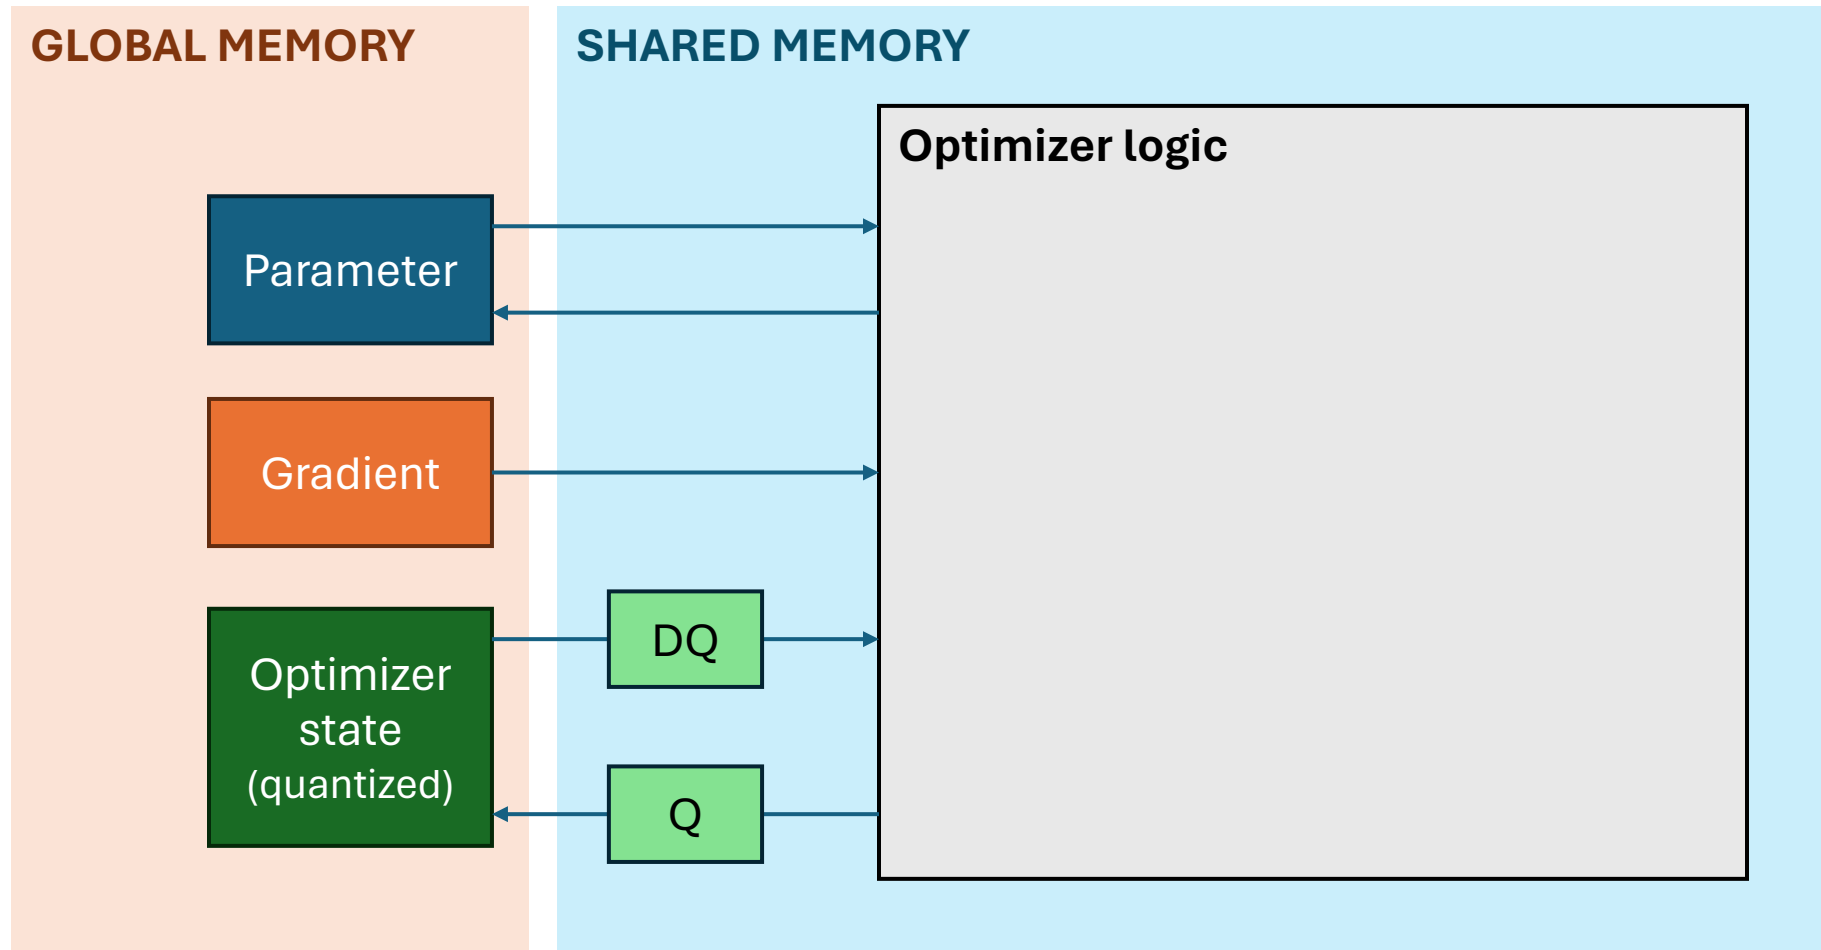 GLOBAL MEMORY
SHARED MEMORY
Optimizer logic
Parameter
Gradient
DQ
Optimizer
state
(quantized)
Q